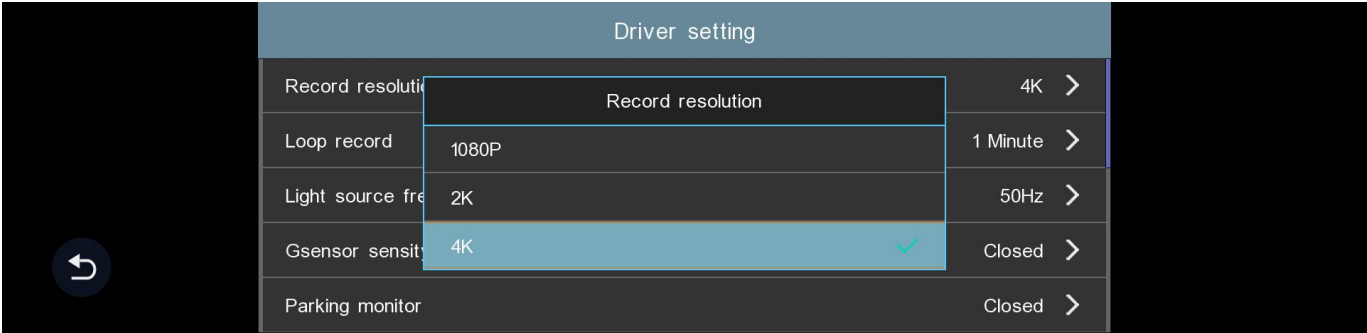 Driver setting
Record resoluti 4K
Record resolution
Loop record 1 Minute
1080P
Light source fre 50Hz
2K
Gsensor sensit Closed
4K
Parking monitor Closed